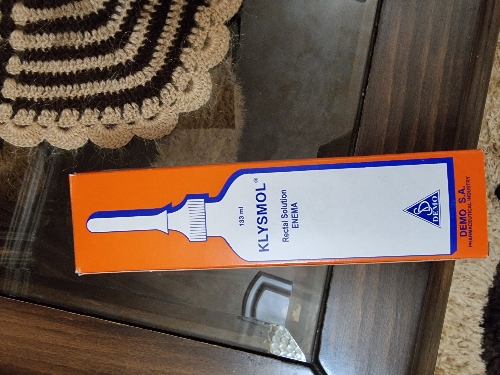 133 ml
KLYSMOL®
Rectal Solution
ENEMA
DEMO
DEMO S.A.
PHARMACEUTICAL INDUSTRY